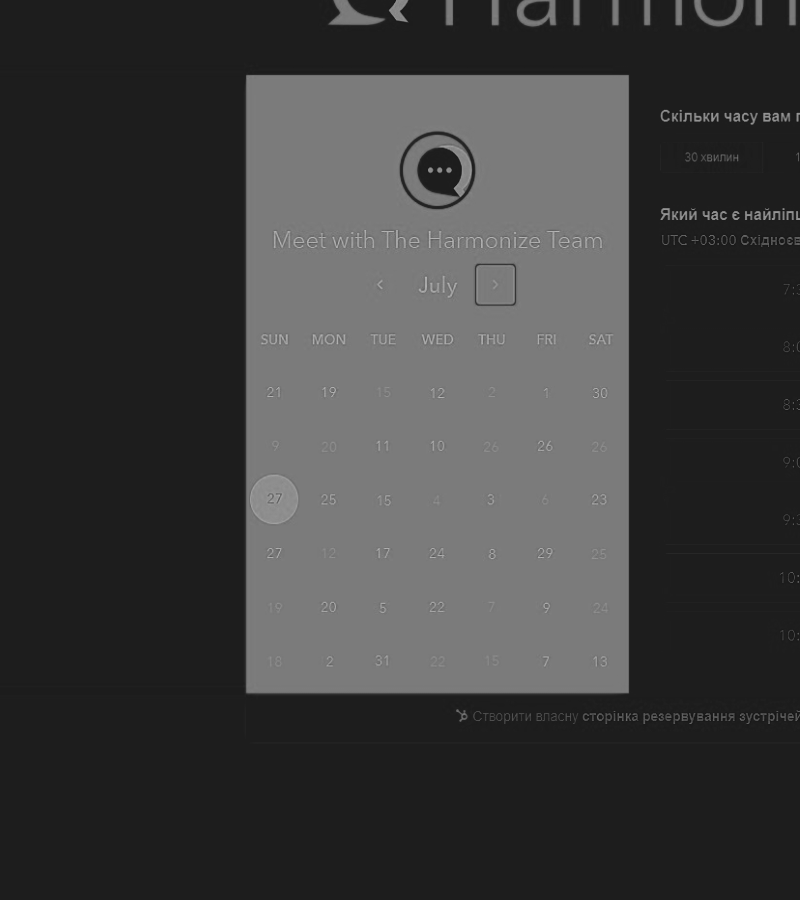 Harmon
Meet with The Harmonize Team
July
SUN MON TUE WED THU FRI SAT
21 19 15 12 2 1 30
9 20 11 10 26 26 26
27 25 15 4 3 6 23
27 12 17 24 8 29 25
19 20 5 22 7 9 24
18 2 31 22 15 7 13
Скільки часу вам
30 хвилин
Який час є найліпш
UTC +03:00 Східноєв
7:3
8:0
8:3
9:0
9:3
10:
10:
Створити власну сторінка резервування зустрічей